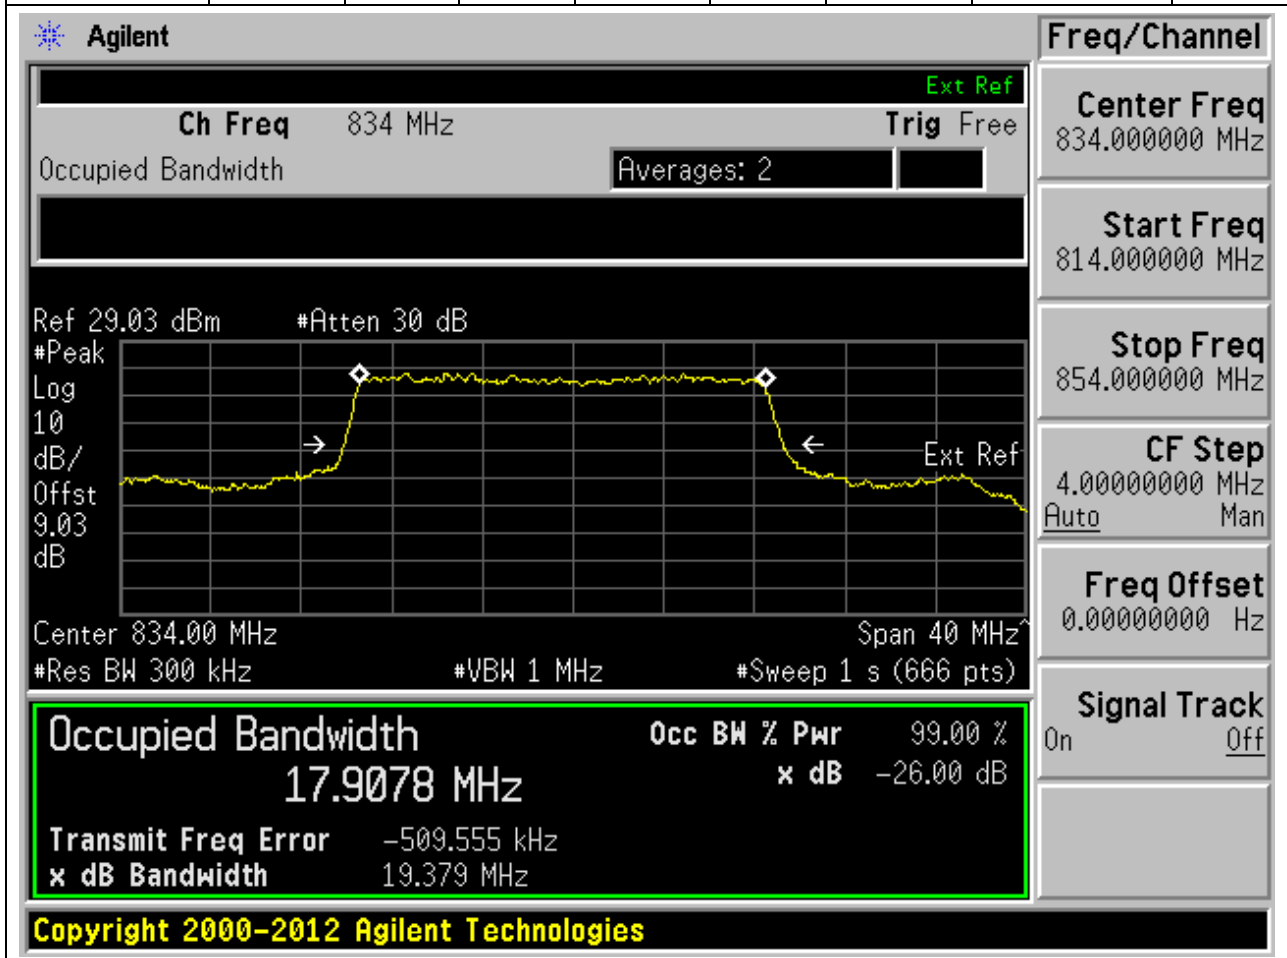 Agilent
Ext Ref
Ch Freq 834 MHz Trig Free
Occupied Bandwidth Averages: 2
Ref 29.03 dBm #Atten 30 dB
#Peak
Log
10
dB/
Offst
9.03
dB
Ext Ref
Center 834.00 MHz Span 40 MHz^
#Res BW 300 kHz #VBW 1 MHz #Sweep 1 s (666 pts)
Occupied Bandwidth Occ BW % Pwr 99.00 %
17.9078 MHz x dB -26.00 dB
Transmit Freq Error -509.555 kHz
x dB Bandwidth 19.379 MHz
Copyright 2000-2012 Agilent Technologies
Freq/Channel
Center Freq
834.000000 MHz
Start Freq
814.000000 MHz
Stop Freq
854.000000 MHz
CF Step
4.00000000 MHz
Auto Man
Freq Offset
0.00000000 Hz
Signal Track
On Off